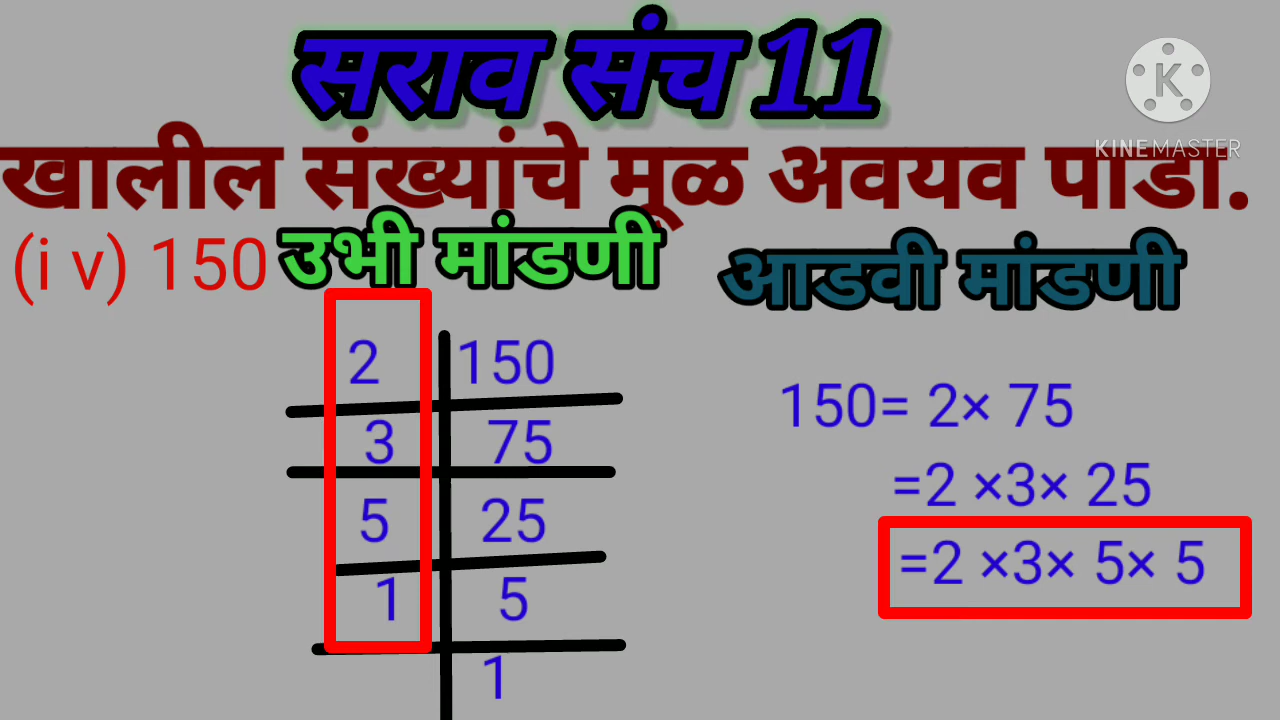 सराव संच 11
K
KINEMASTER
खालील संख्यांचे मूळ अवयव पाडा.
(i v) 150 उभी मांडणी
आडवी मांडणी
2 150
3 75
5 25
1 5
1
150= 2× 75
=2 ×3× 25
=2 ×3× 5× 5